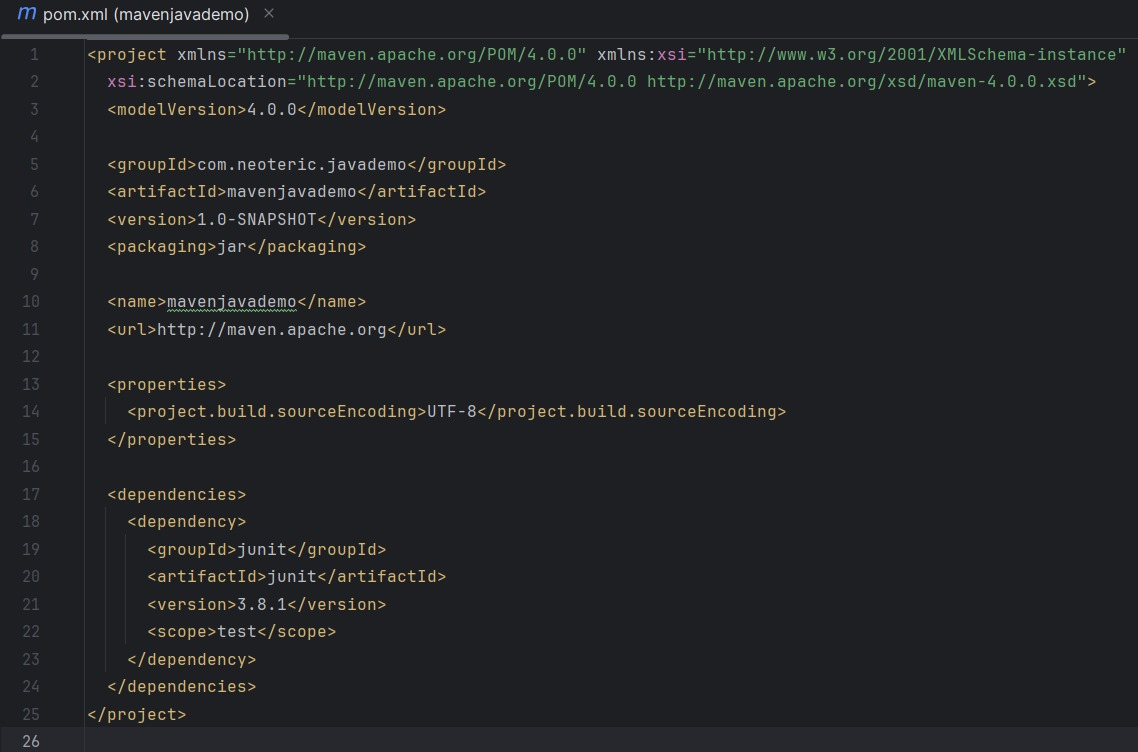 m pom.xml (mavenjavademo) ×
1 <project xmlns="http://maven.apache.org/POM/4.0.0" xmlns:xsi="http://www.w3.org/2001/XMLSchema-instance"
2   xsi:schemaLocation="http://maven.apache.org/POM/4.0.0 http://maven.apache.org/xsd/maven-4.0.0.xsd">
3   <modelVersion>4.0.0</modelVersion>
4
5   <groupId>com.neoteric.javademo</groupId>
6   <artifactId>mavenjavademo</artifactId>
7   <version>1.0-SNAPSHOT</version>
8   <packaging>jar</packaging>
9
10   <name>mavenjavademo</name>
11   <url>http://maven.apache.org</url>
12
13   <properties>
14     <project.build.sourceEncoding>UTF-8</project.build.sourceEncoding>
15   </properties>
16
17   <dependencies>
18     <dependency>
19       <groupId>junit</groupId>
20       <artifactId>junit</artifactId>
21       <version>3.8.1</version>
22       <scope>test</scope>
23     </dependency>
24   </dependencies>
25 </project>
26